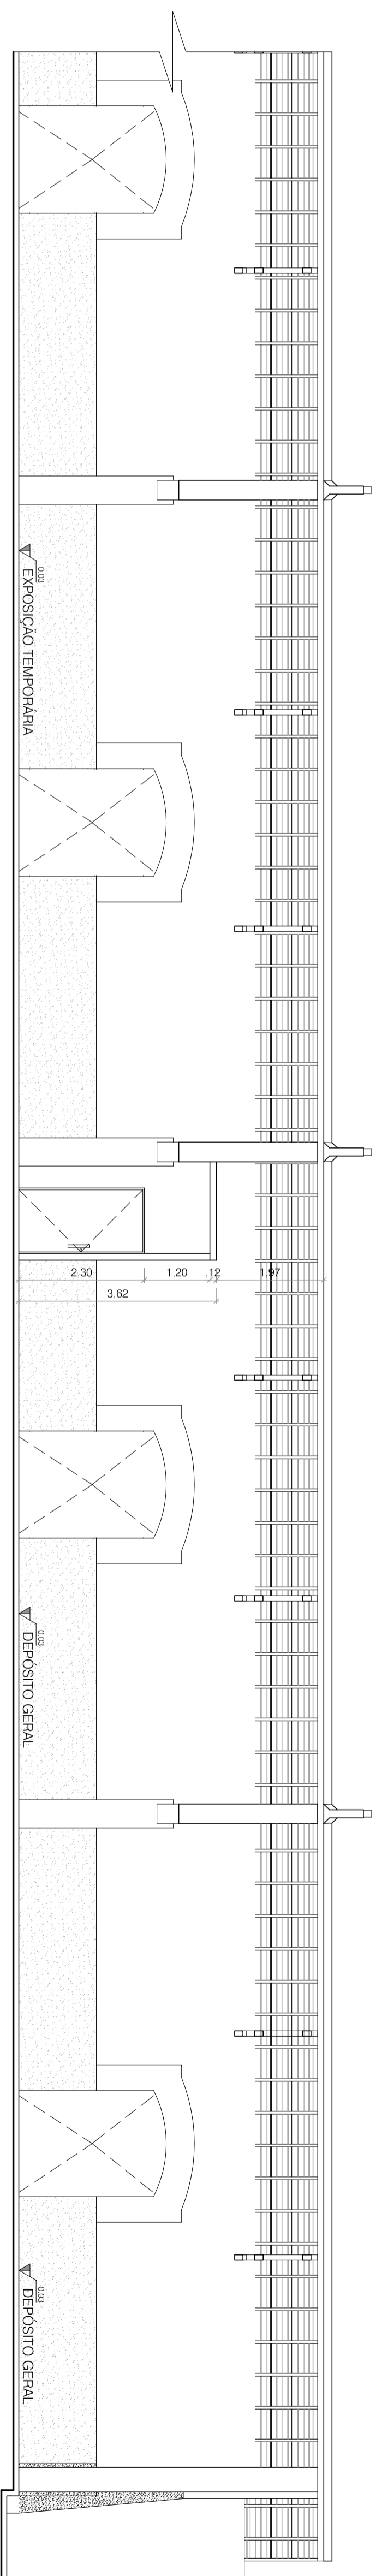 0.03
EXPOSIÇÃO TEMPORÁRIA
2,30
1,20
,12
1,97
3,62
0.03
DEPÓSITO GERAL
0.03
DEPÓSITO GERAL